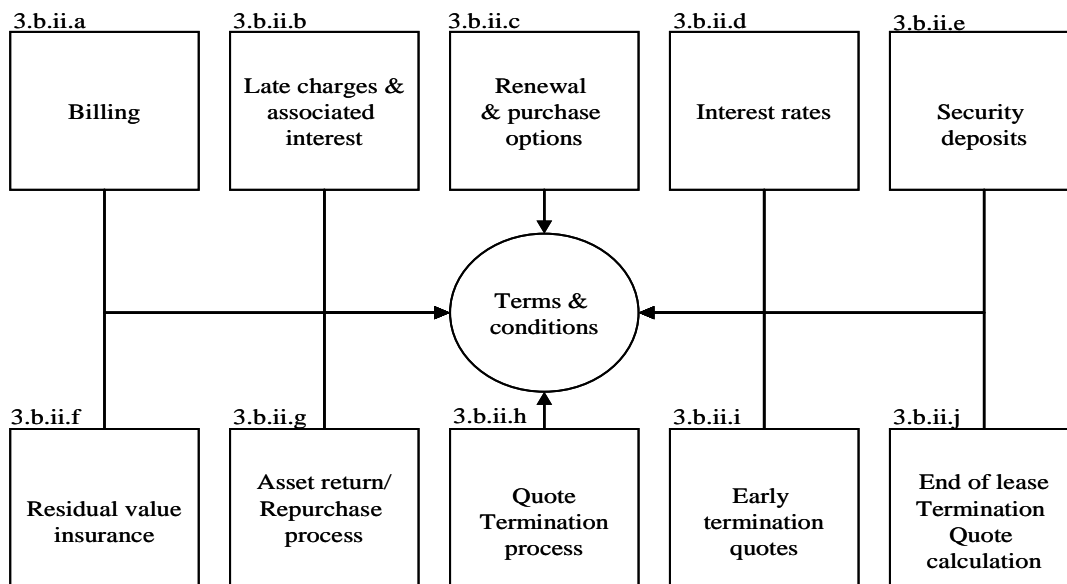 3.b.ii.a
Billing
3.b.ii.b
Late charges &
associated
interest
3.b.ii.c
Renewal
& purchase
options
3.b.ii.d
Interest rates
3.b.ii.e
Security
deposits
Terms &
conditions
3.b.ii.f
Residual value
insurance
3.b.ii.g
Asset return/
Repurchase
process
3.b.ii.h
Quote
Termination
process
3.b.ii.i
Early
termination
quotes
3.b.ii.j
End of lease
Termination
Quote
calculation